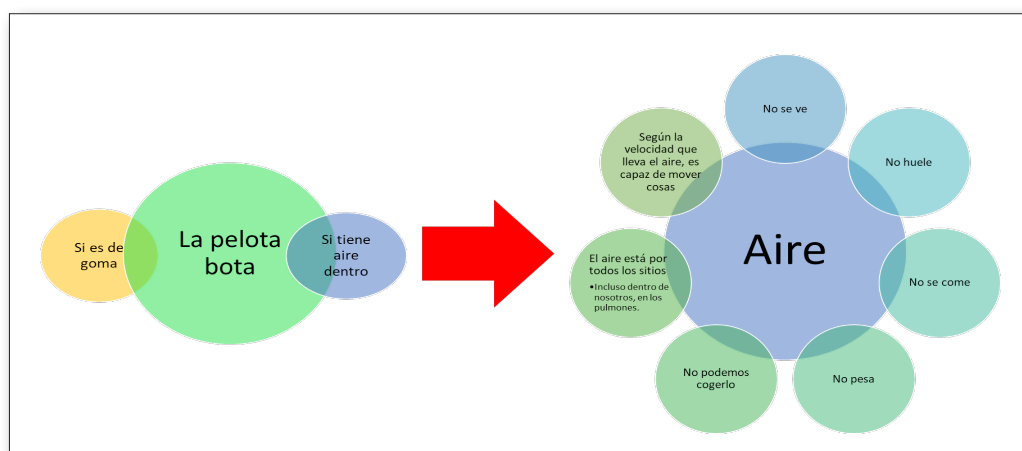 Si es de
goma
La pelota
bota
Si tiene
aire
dentro
Aire
No se ve
No huele
No se come
No pesa
No podemos
cogerlo
El aire está por
todos los sitios
•Incluso dentro de
nosotros, en los
pulmones.
Según la
velocidad que
lleva el aire, es
capaz de mover
cosas